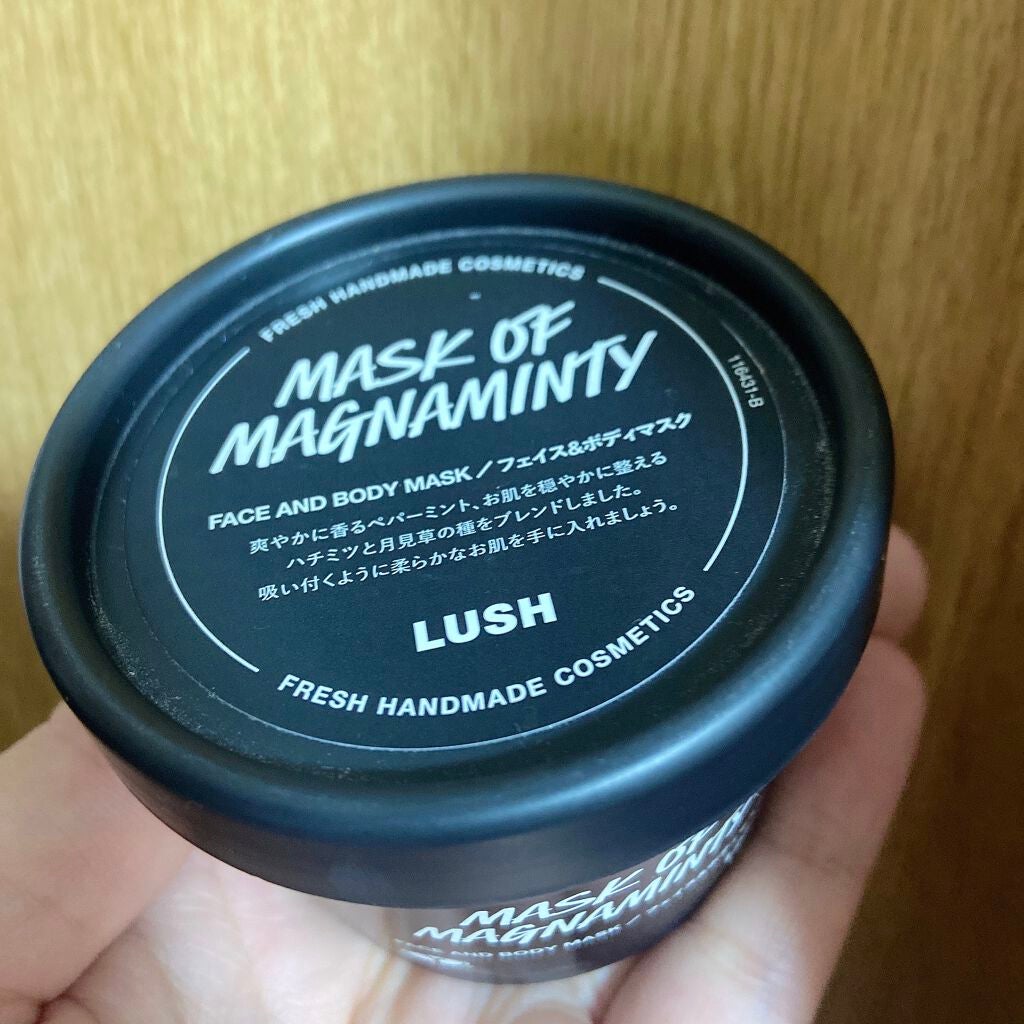 FRESH HANDMADE COSMETICS
MASK OF
MAGNAMINTY
116431-B
FACE AND BODY MASK / フェイス&ボディマスク
爽やかに香るペパーミント、お肌を穏やかに整える
ハチミツと月見草の種をブレンドしました。
吸い付くように柔らかなお肌を手に入れましょう。
LUSH
FRESH HANDMADE COSMETICS
MASK OF
MAGNAMINTY
FACE AND BODY MASK /